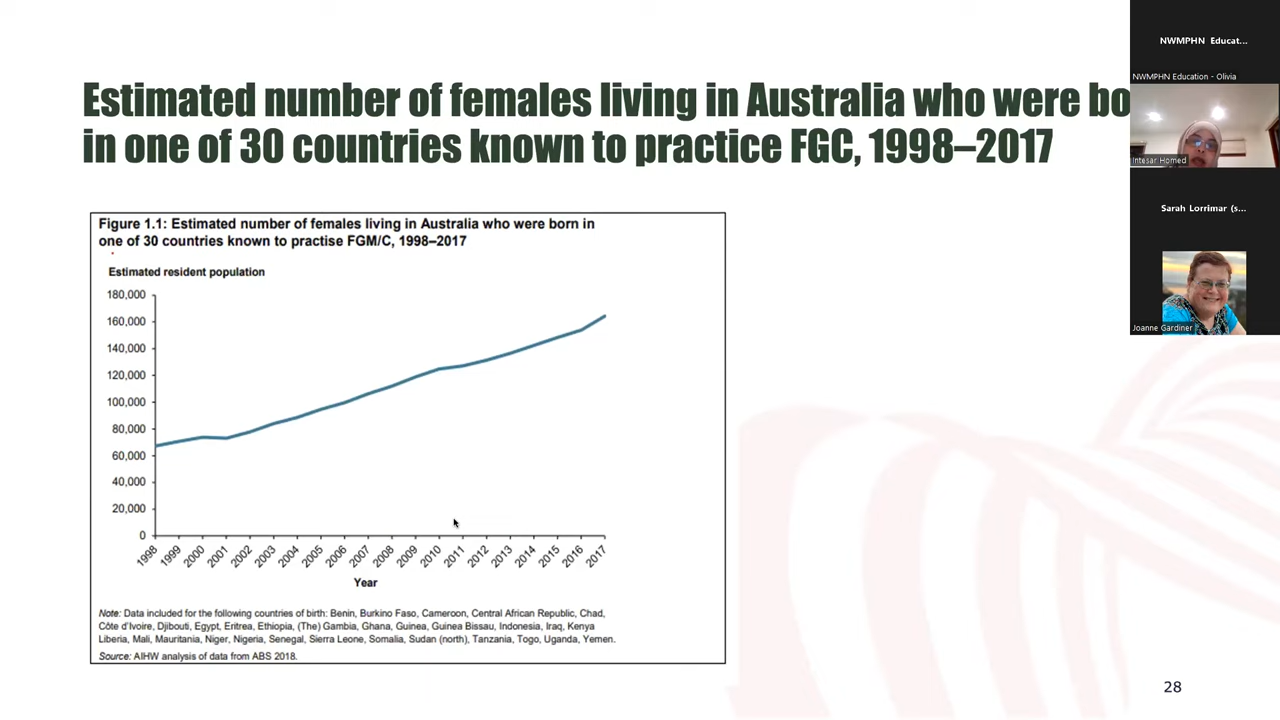 Estimated number of females living in Australia who were bo
in one of 30 countries known to practice FGC, 1998–2017
Figure 1.1: Estimated number of females living in Australia who were born in
one of 30 countries known to practise FGM/C, 1998–2017
Estimated resident population
180,000
160,000
140,000
120,000
100,000
80,000
60,000
40,000
20,000
0
1998 1999 2000 2001 2002 2003 2004 2005 2006 2007 2008 2009 2010 2011 2012 2013 2014 2015 2016 2017
Year
Note: Data included for the following countries of birth: Benin, Burkino Faso, Cameroon, Central African Republic, Chad,
Côte d'Ivoire, Djibouti, Egypt, Eritrea, Ethiopia, (The) Gambia, Ghana, Guinea, Guinea Bissau, Indonesia, Iraq, Kenya
Liberia, Mali, Mauritania, Niger, Nigeria, Senegal, Sierra Leone, Somalia, Sudan (north), Tanzania, Togo, Uganda, Yemen.
Source: AIHW analysis of data from ABS 2018.
28
NWMPHN Educat...
NWMPHN Education - Olivia
Intesar Homed
Sarah Lorrimar (s...
Joanne Gardiner